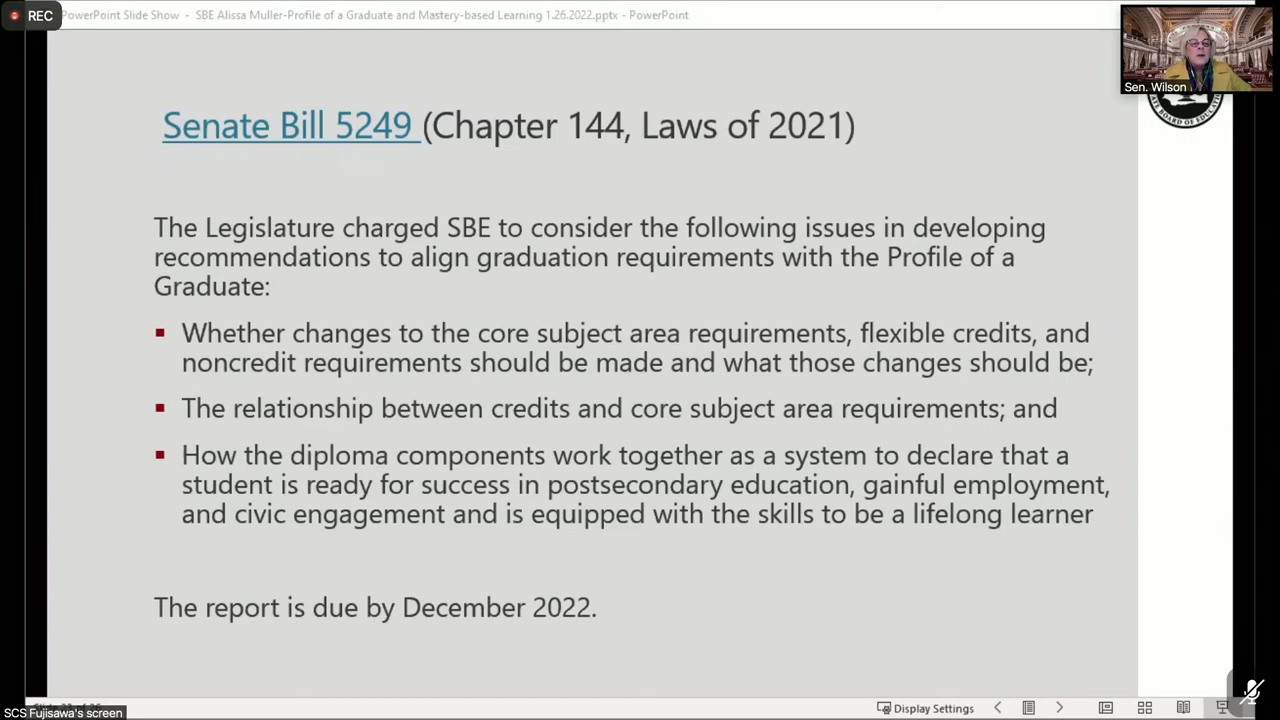 REC
PowerPoint Slide Show - SBE Alissa Muller-Profile of a Graduate and Mastery-based Learning 1.26.2022.pptx - PowerPoint
Sen. Wilson
Senate Bill 5249 (Chapter 144, Laws of 2021)
The Legislature charged SBE to consider the following issues in developing
recommendations to align graduation requirements with the Profile of a
Graduate:
▪ Whether changes to the core subject area requirements, flexible credits, and
noncredit requirements should be made and what those changes should be;
▪ The relationship between credits and core subject area requirements; and
▪ How the diploma components work together as a system to declare that a
student is ready for success in postsecondary education, gainful employment,
and civic engagement and is equipped with the skills to be a lifelong learner
The report is due by December 2022.
SCS Fujisawa's screen
Display Settings